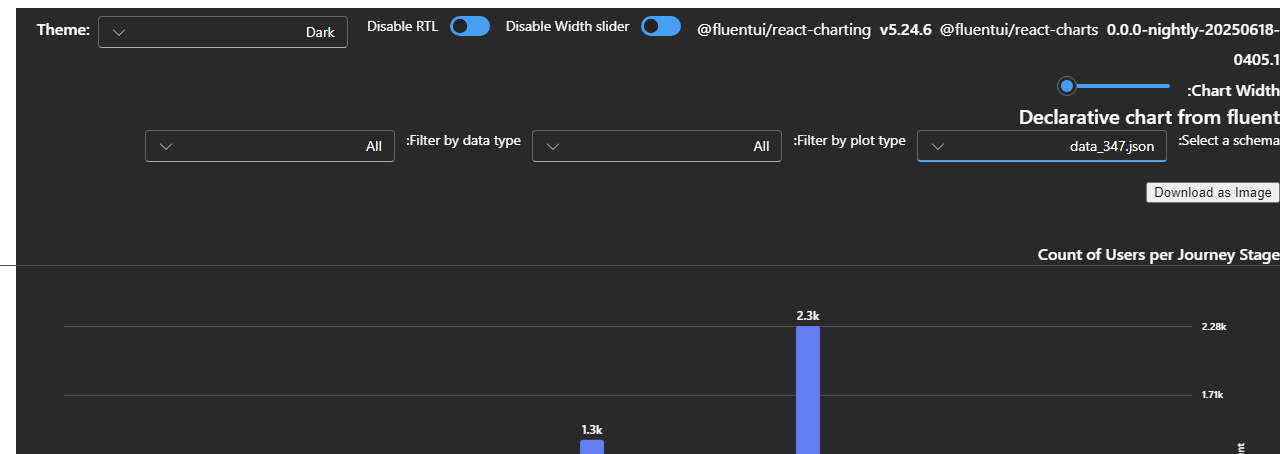 Theme: Dark Disable RTL Disable Width slider @fluentui/react-charting v5.24.6 @fluentui/react-charts 0.0.0-nightly-20250618-
0405.1
:Chart Width
Declarative chart from fluent
:Select a schema data_347.json :Filter by plot type All :Filter by data type All
Download as Image
Count of Users per Journey Stage
2.3k
2.28k
1.71k
1.3k